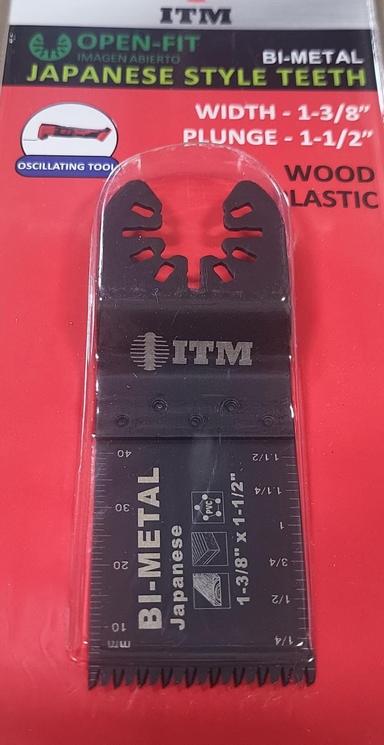 ITM
OPEN-FIT
IMAGEN ABIERTO
BI-METAL
JAPANESE STYLE TEETH
WIDTH - 1-3/8"
PLUNGE - 1-1/2"
OSCILLATING TOOL
WOOD
LASTIC
ITM
40
30
20
10
mm
BI-METAL
Japanese
PVC
1-3/8" x 1-1/2"
1.1/2
1.1/4
1
3/4
1/2
1/4